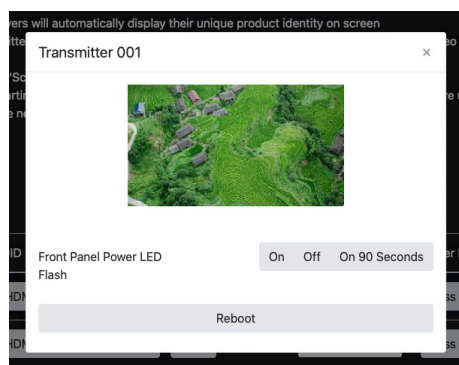 vers will automatically display their unique product identity on screen
Transmitter 001
×
Front Panel Power LED
Flash
On Off On 90 Seconds
Reboot